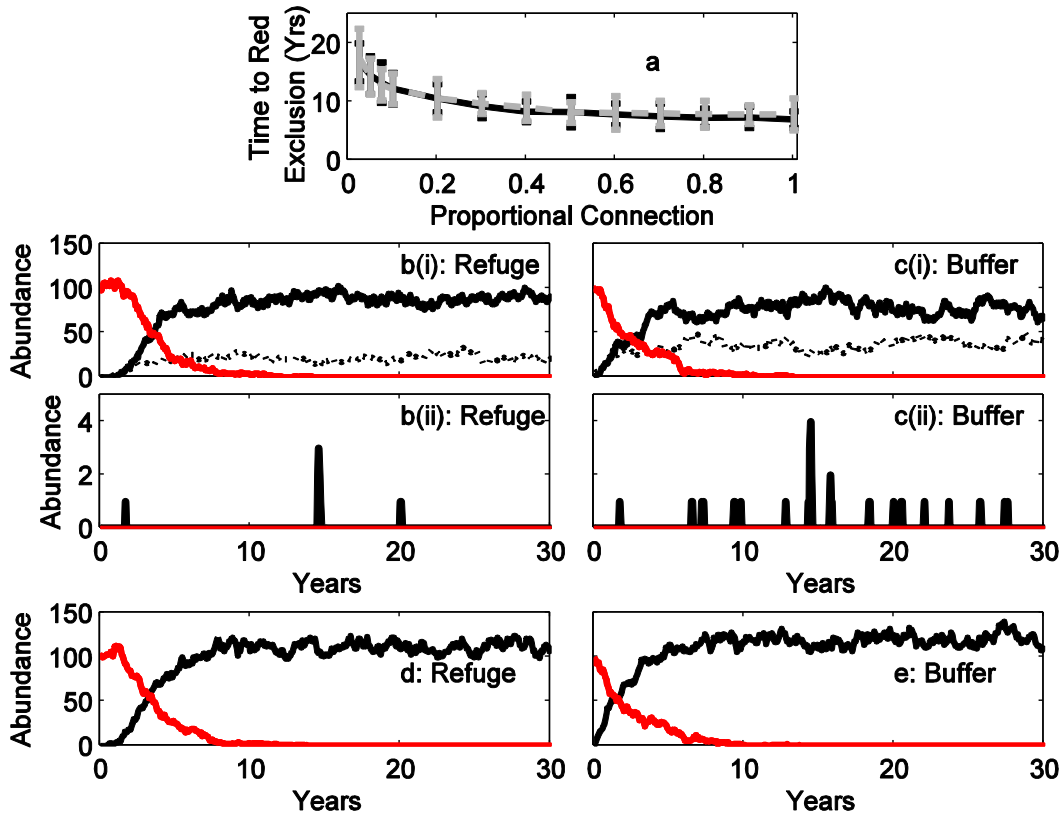 Time to Red
Exclusion (Yrs)
20
10
0
a
0 0.2 0.4 0.6 0.8 1
Proportional Connection
Abundance
150
100
50
0
b(i): Refuge
c(i): Buffer
Abundance
4
2
0
b(ii): Refuge
c(ii): Buffer
0 10 20 30
Years
0 10 20 30
Years
Abundance
150
100
50
0
d: Refuge
e: Buffer
0 10 20 30
Years
0 10 20 30
Years